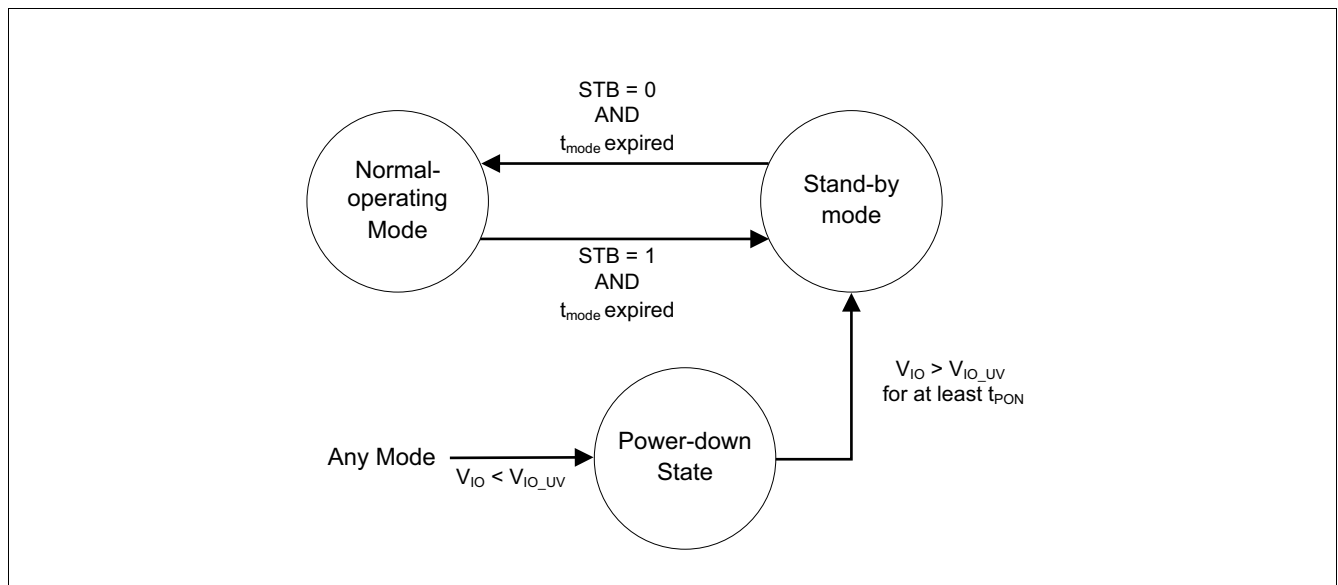 STB = 0
AND
tmode expired
Normal-
operating
Mode
Stand-by
mode
STB = 1
AND
tmode expired
VIO > VIO_UV
for at least tPON
Power-down
State
Any Mode
VIO < VIO_UV